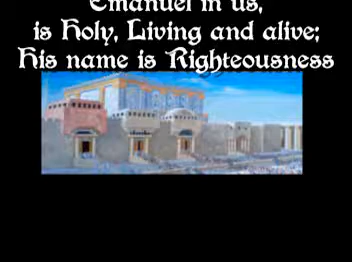 Emanuel in us,
is Holy, Living and alive;
His name is Righteousness